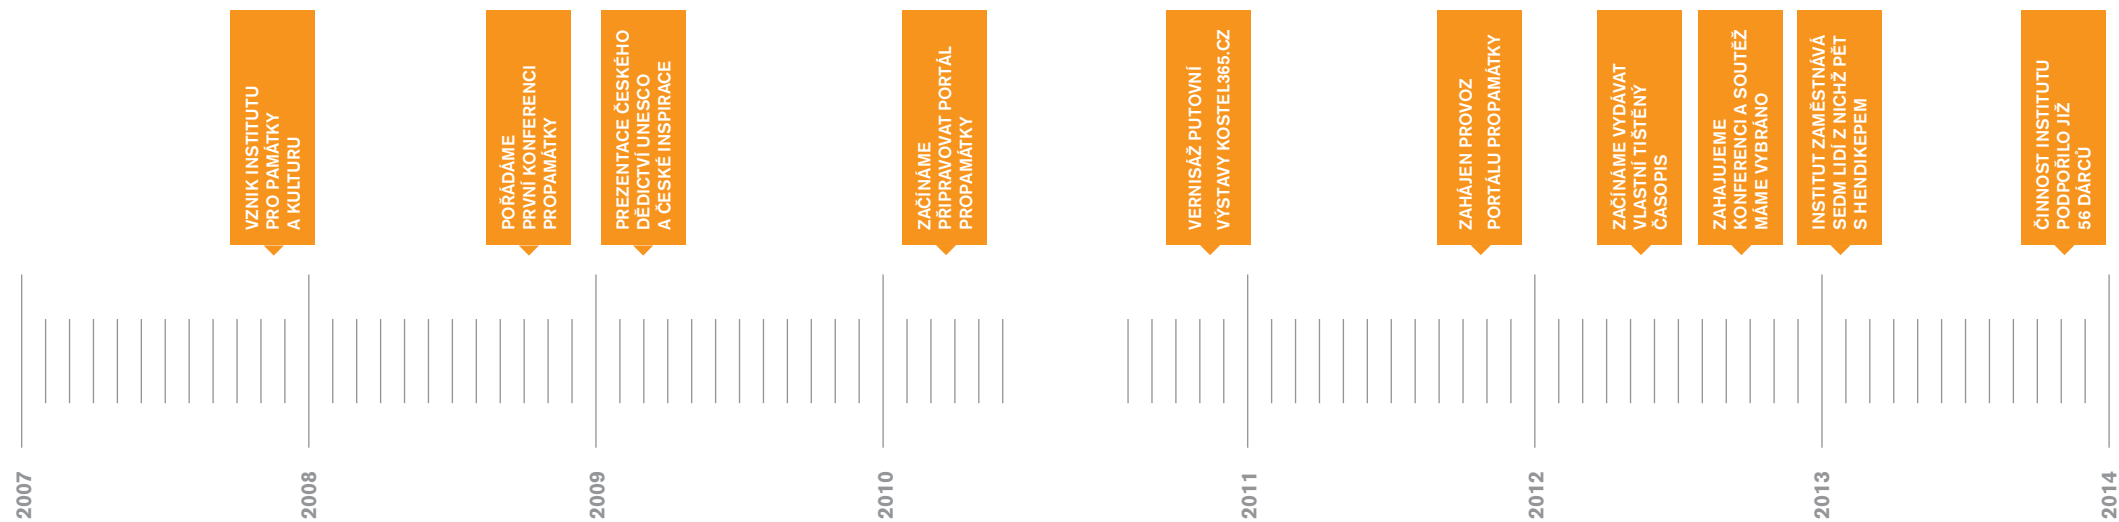 VZNIK INSTITUTU
PRO PAMÁTKY
A KULTURU
POŘÁDÁME
PRVNÍ KONFERENCI
PROPAMÁTKY
PREZENTACE ČESKÉHO
DĚDICTVÍ UNESCO
A ČESKÉ INSPIRACE
ZAČÍNÁME
PŘIPRAVOVAT PORTÁL
PROPAMÁTKY
VERNISÁŽ PUTOVNÍ
VÝSTAVY KOSTEL365.CZ
ZAHÁJEN PROVOZ
PORTÁLU PROPAMÁTKY
ZAČÍNÁME VYDÁVAT
VLASTNÍ TIŠTĚNÝ
ČASOPIS
ZAHAJUJEME
KONFERENCI A SOUTĚŽ
MÁME VYBRÁNO
INSTITUT ZAMĚSTNÁVÁ
SEDM LIDÍ Z NICHŽ PĚT
S HENDIKEPEM
ČINNOST INSTITUTU
PODPOŘILO JIŽ
56 DÁRCŮ
2007
2008
2009
2010
2011
2012
2013
2014